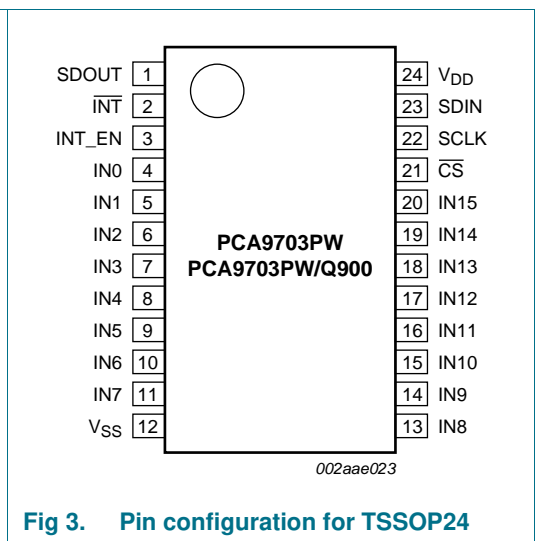 SDOUT 1 24 VDD
INT 2 23 SDIN
INT_EN 3 22 SCLK
IN0 4 21 CS
IN1 5 20 IN15
IN2 6 19 IN14
PCA9703PW
IN3 7 PCA9703PW/Q900 18 IN13
IN4 8 17 IN12
IN5 9 16 IN11
IN6 10 15 IN10
IN7 11 14 IN9
VSS 12 13 IN8
002aae023
Fig 3. Pin configuration for TSSOP24